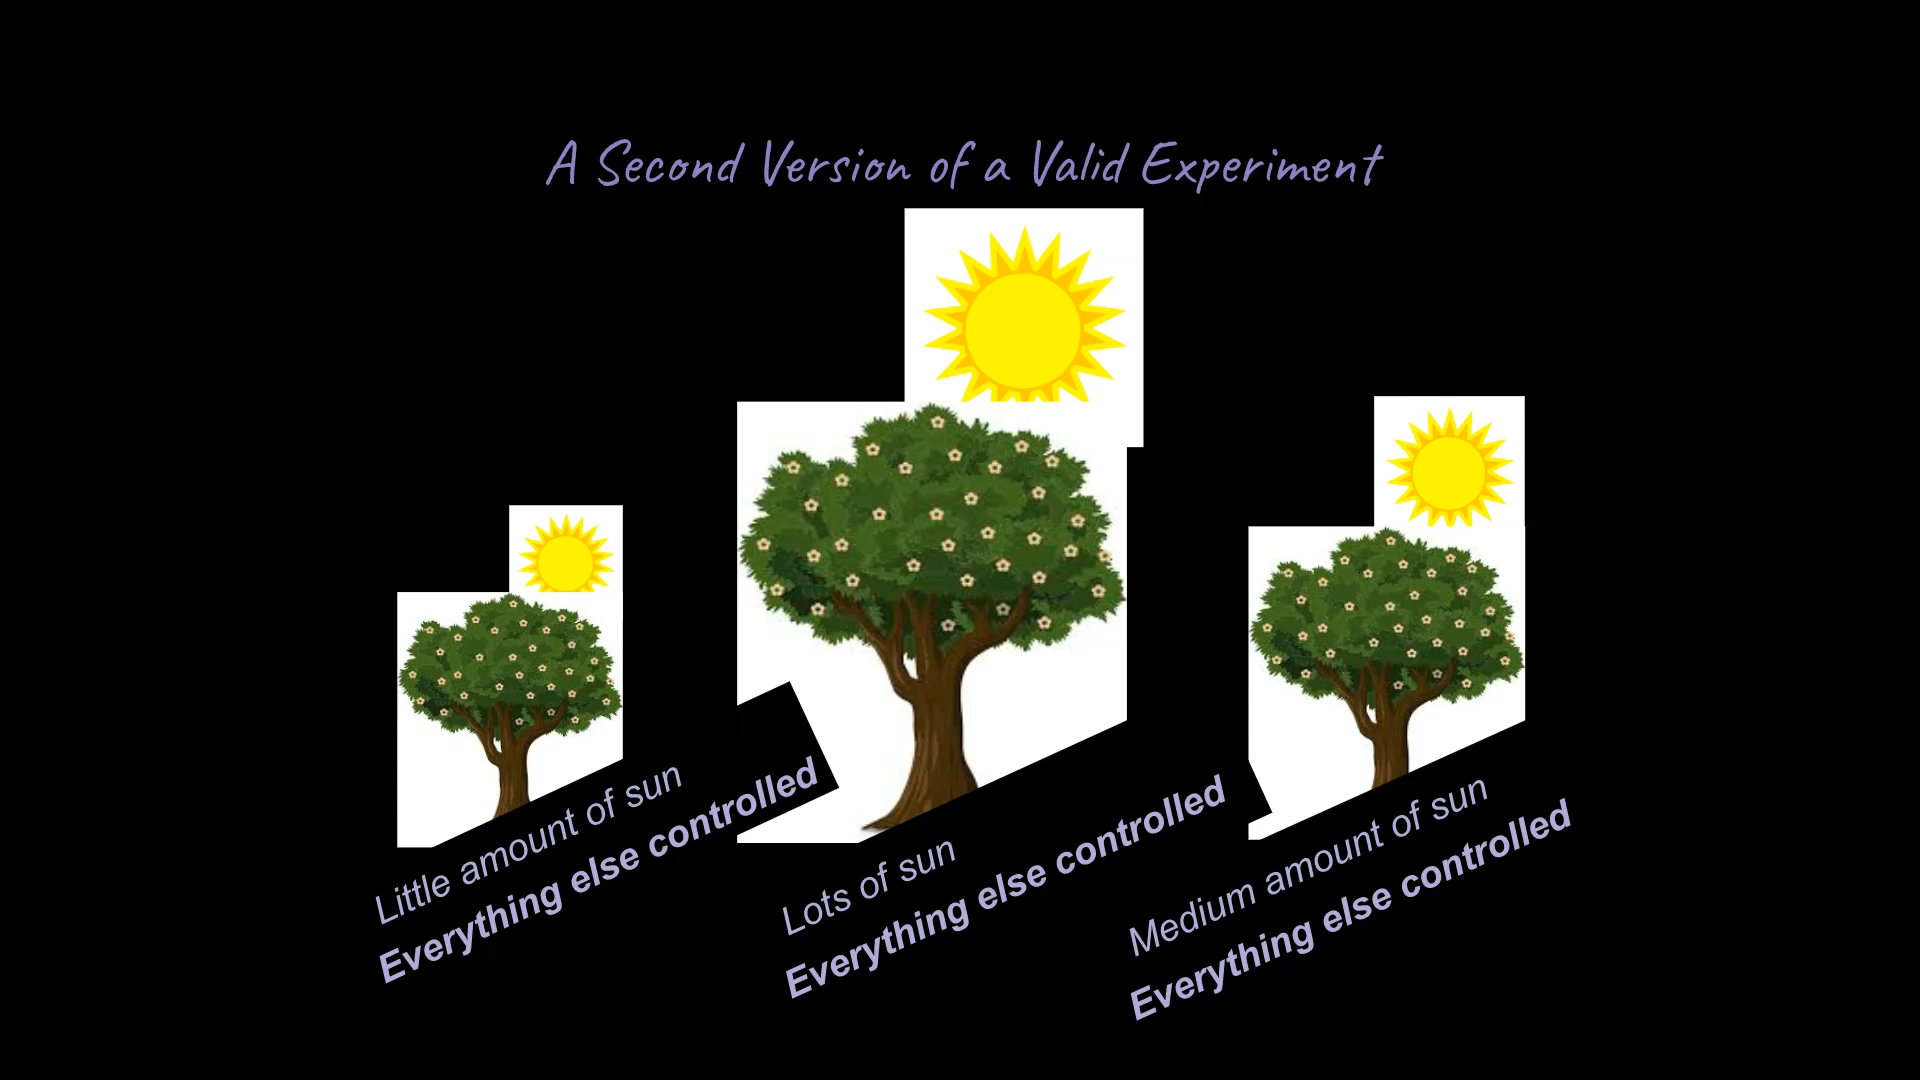 A Second Version of a Valid Experiment
Little amount of sun
Everything else controlled
Lots of sun
Everything else controlled
Medium amount of sun
Everything else controlled